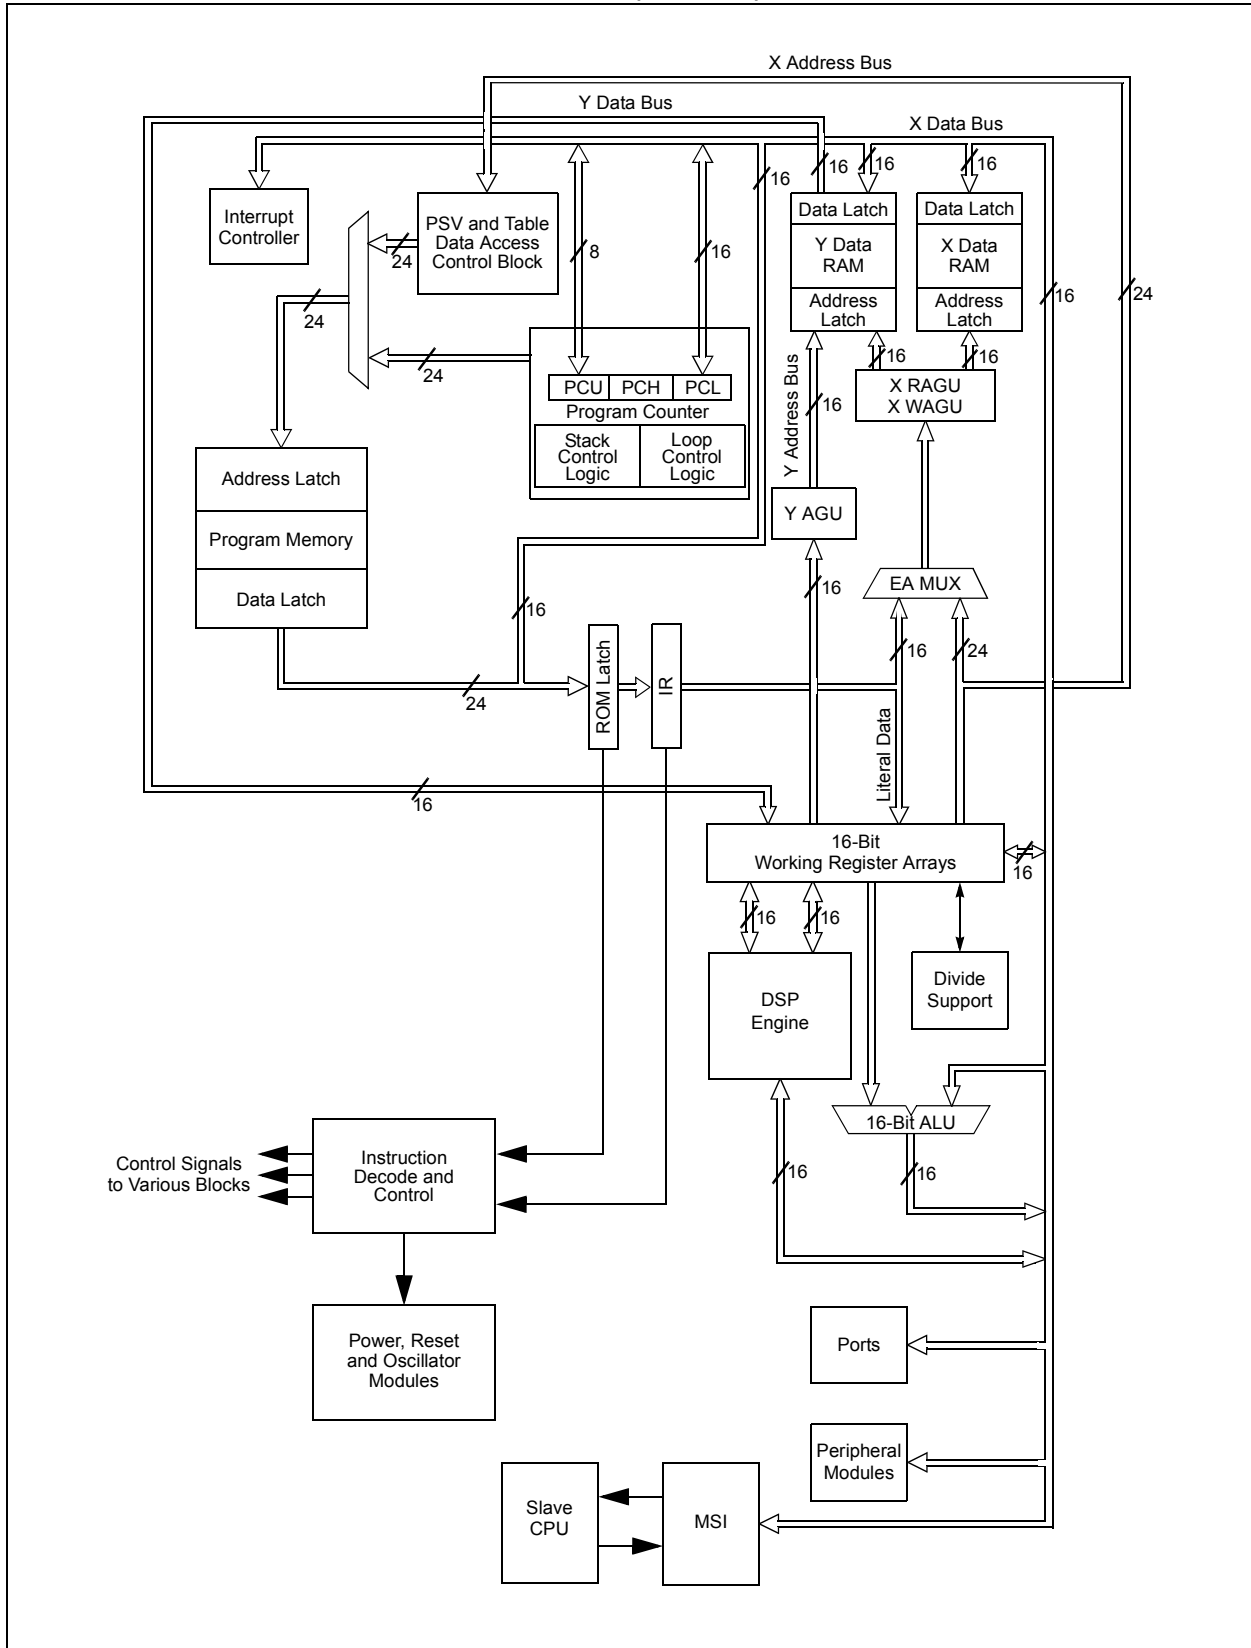 X Address Bus
Y Data Bus
X Data Bus
16
16
16
16
Interrupt
Controller
PSV and Table
Data Access
Control Block
24
8
16
Data Latch
Y Data
RAM
Address
Latch
Data Latch
X Data
RAM
Address
Latch
16
24
24
24
16
16
PCU
PCH
PCL
Program Counter
Stack
Control
Logic
Loop
Control
Logic
Y Address Bus
16
X RAGU
X WAGU
Address Latch
Program Memory
Data Latch
Y AGU
EA MUX
16
16
16
24
24
ROM Latch
IR
Literal Data
16
16-Bit
Working Register Arrays
16
16
16
DSP
Engine
Divide
Support
16-Bit ALU
16
16
Control Signals
to Various Blocks
Instruction
Decode and
Control
Power, Reset
and Oscillator
Modules
Ports
Peripheral
Modules
Slave
CPU
MSI